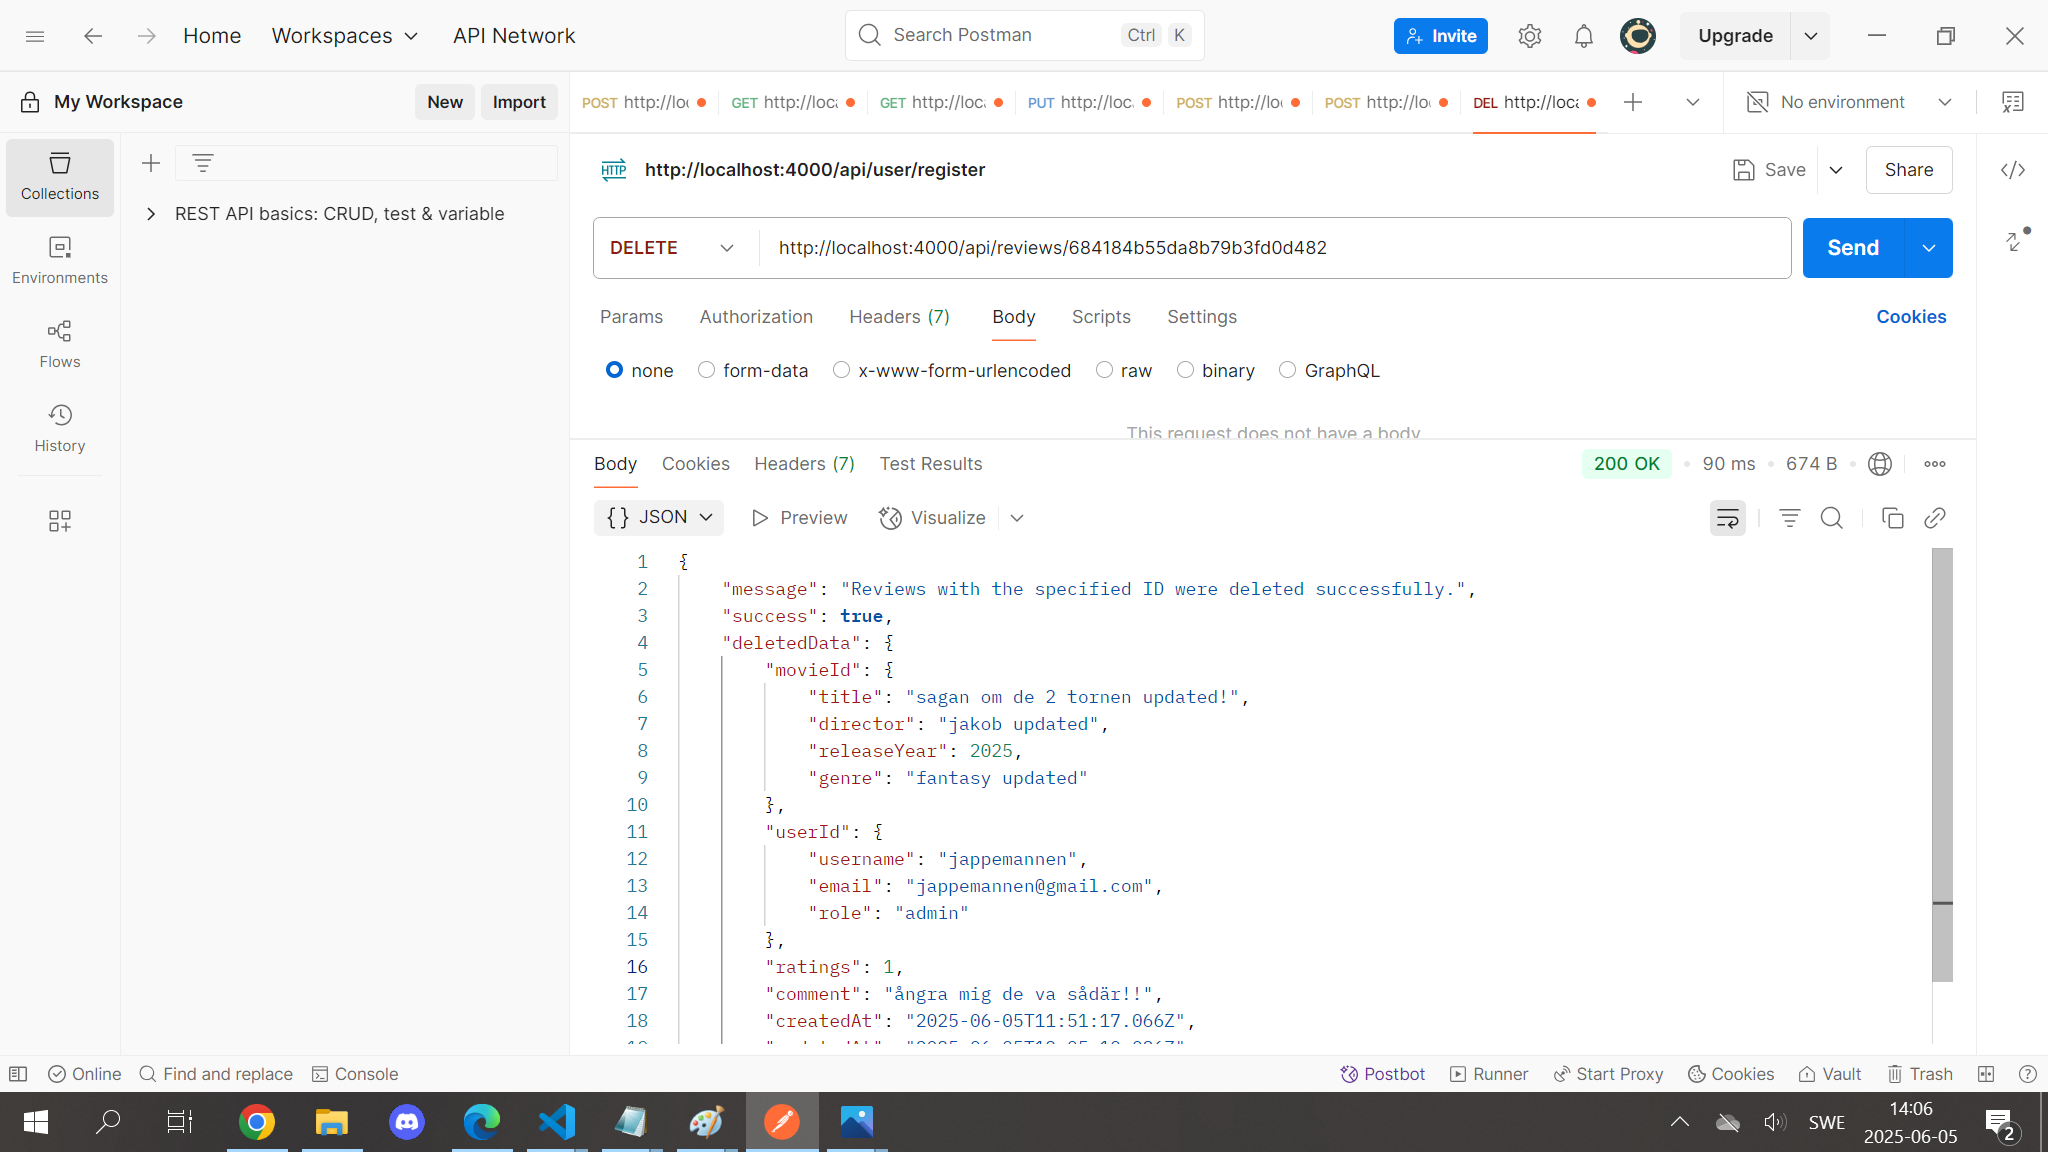 Home Workspaces API Network Search Postman Ctrl K Invite Upgrade
My Workspace New Import POST http://loc GET http://loca GET http://loca PUT http://loca POST http://loc POST http://loc DEL http://loca No environment
Collections
Environments
Flows
History
REST API basics: CRUD, test & variable
HTTP http://localhost:4000/api/user/register Save Share
DELETE http://localhost:4000/api/reviews/684184b55da8b79b3fd0d482 Send
Params Authorization Headers (7) Body Scripts Settings Cookies
none form-data x-www-form-urlencoded raw binary GraphQL
This request does not have a body
Body Cookies Headers (7) Test Results 200 OK 90 ms 674 B
{} JSON Preview Visualize
1 {
2 "message": "Reviews with the specified ID were deleted successfully.",
3 "success": true,
4 "deletedData": {
5 "movieId": {
6 "title": "sagan om de 2 tornen updated!",
7 "director": "jakob updated",
8 "releaseYear": 2025,
9 "genre": "fantasy updated"
10 },
11 "userId": {
12 "username": "jappemannen",
13 "email": "jappemannen@gmail.com",
14 "role": "admin"
15 },
16 "ratings": 1,
17 "comment": "ångra mig de va sådär!!",
18 "createdAt": "2025-06-05T11:51:17.066Z",
Online Find and replace Console Postbot Runner Start Proxy Cookies Vault Trash
SWE 14:06
2025-06-05 2